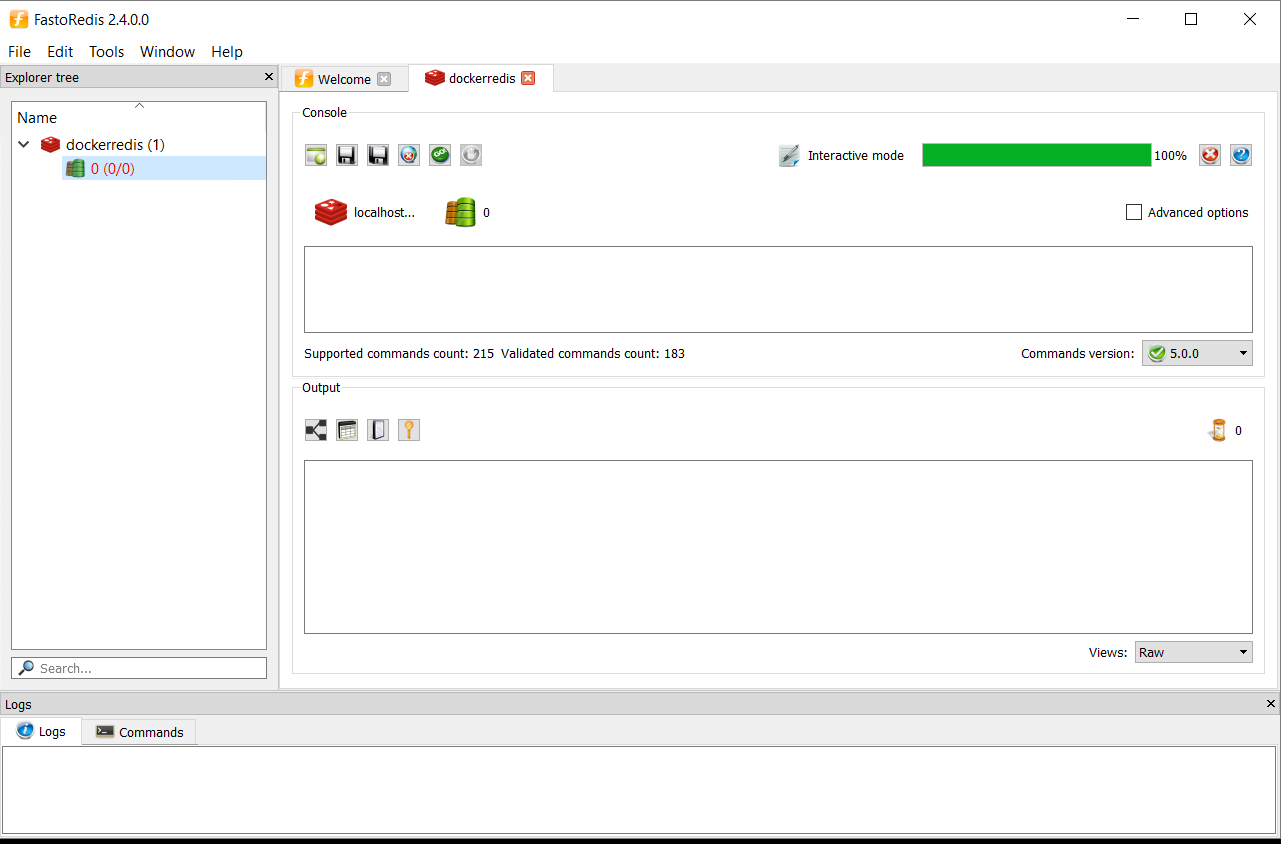 FastoRedis 2.4.0.0
File Edit Tools Window Help
Explorer tree
Name
dockerredis (1)
0 (0/0)
Search...
Welcome
dockerredis
Console
GO
Interactive mode
100%
localhost...
0
Advanced options
Supported commands count: 215 Validated commands count: 183
Commands version: 5.0.0
Output
0
Views: Raw
Logs
Logs
Commands